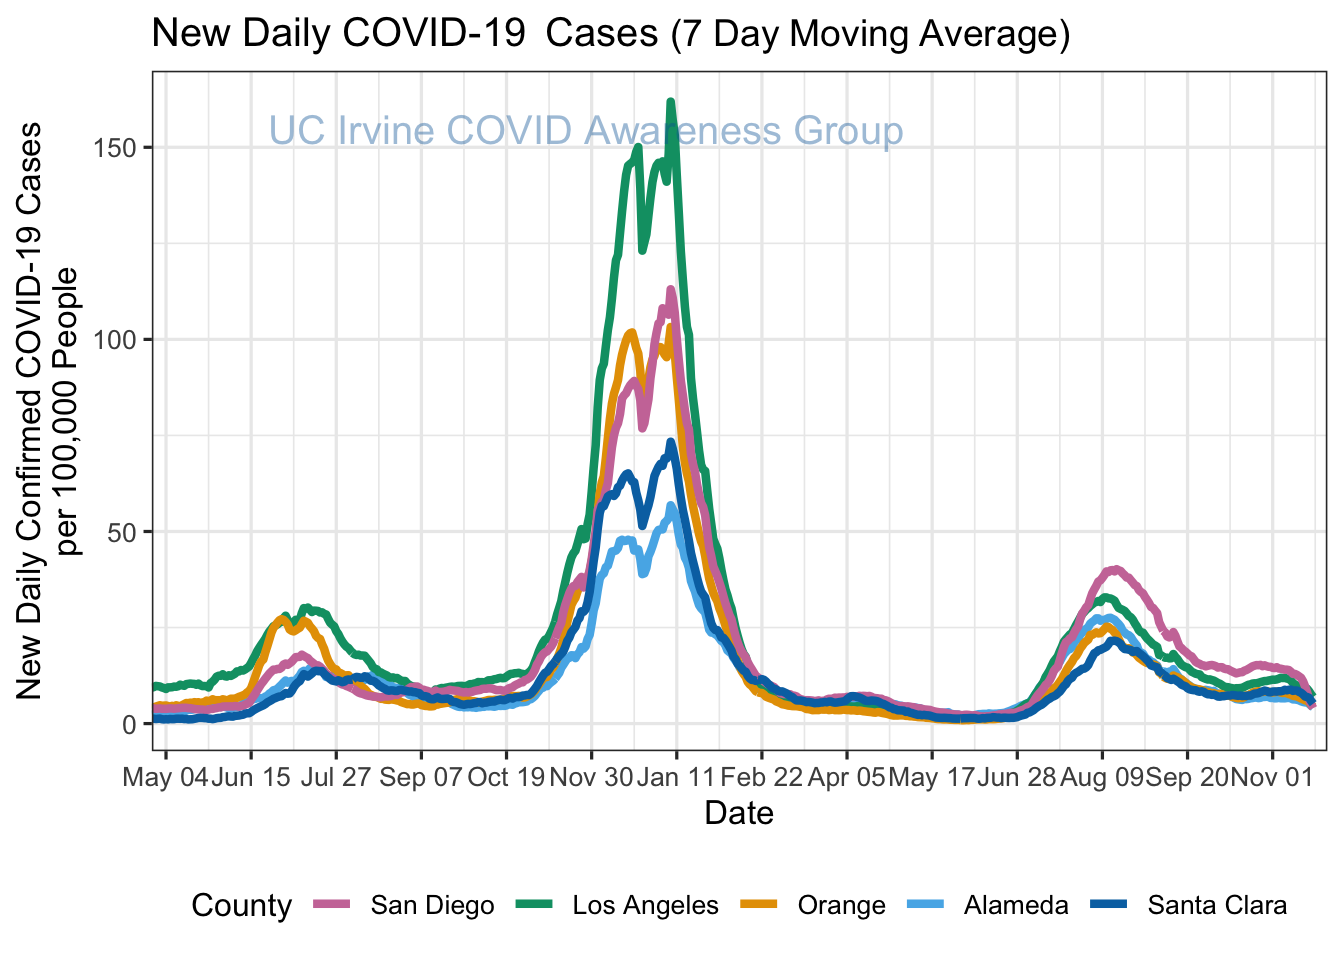 New Daily COVID-19 Cases (7 Day Moving Average)
UC Irvine COVID Awareness Group
New Daily Confirmed COVID-19 Cases
per 100,000 People
150
100
50
0
May 04 Jun 15 Jul 27 Sep 07 Oct 19 Nov 30 Jan 11 Feb 22 Apr 05 May 17 Jun 28 Aug 09 Sep 20 Nov 01
Date
County San Diego Los Angeles Orange Alameda Santa Clara